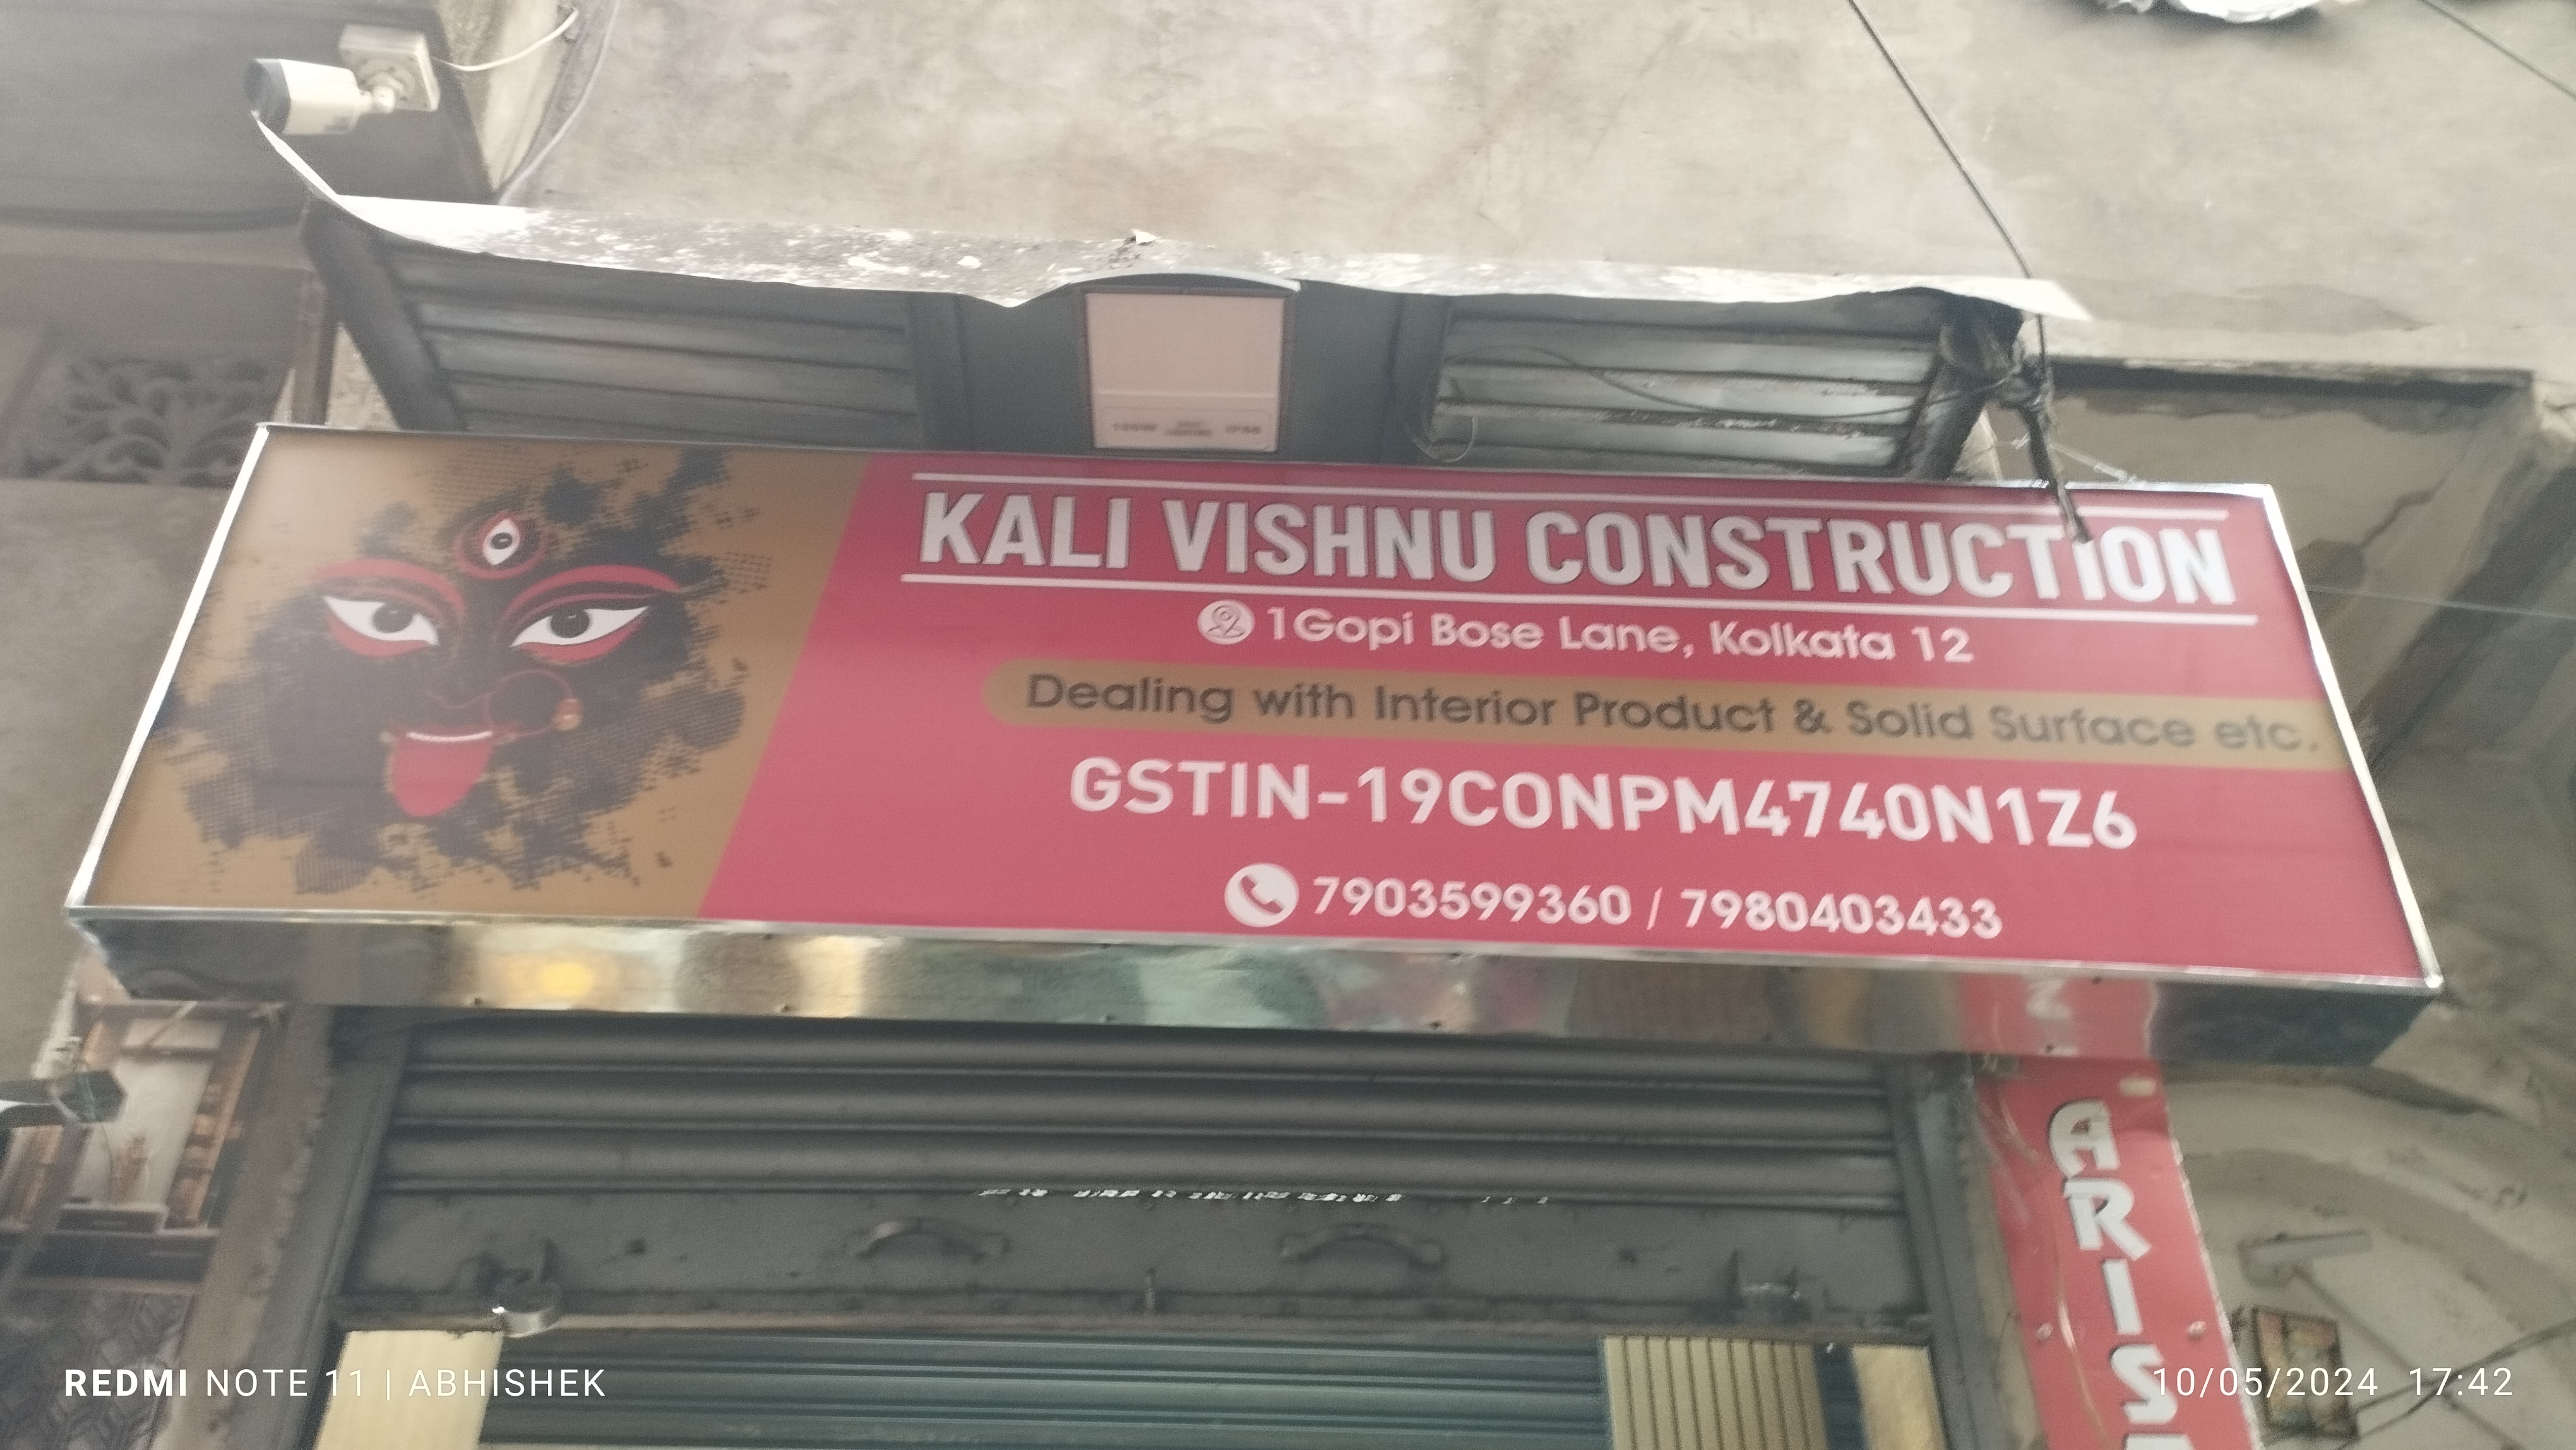 KALI VISHNU CONSTRUCTION
1Gopi Bose Lane, Kolkata 12
Dealing with Interior Product & Solid Surface etc.
GSTIN-19CONPM4740N1Z6
7903599360 / 7980403433
ARIS
REDMI NOTE 11 | ABHISHEK
10/05/2024 17:42